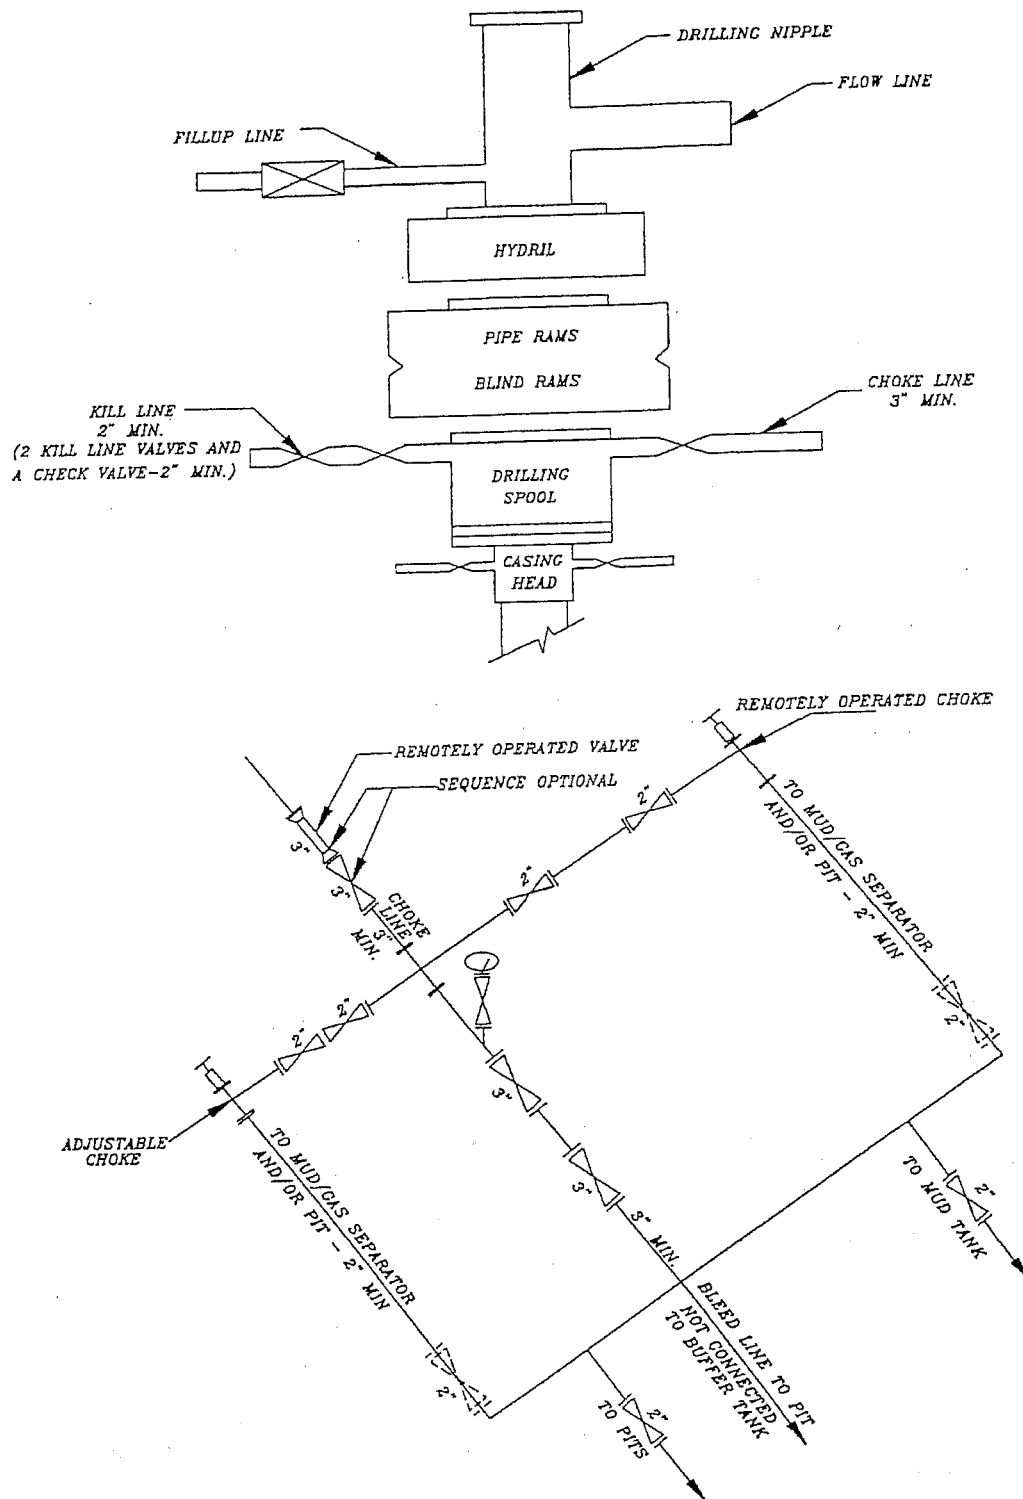 DRILLING NIPPLE
FLOW LINE
FILLUP LINE
HYDRIL
PIPE RAMS
BLIND RAMS
CHOKE LINE
3" MIN.
KILL LINE
2" MIN.
(2 KILL LINE VALVES AND
A CHECK VALVE-2" MIN.)
DRILLING
SPOOL
CASING
HEAD
REMOTELY OPERATED CHOKE
REMOTELY OPERATED VALVE
SEQUENCE OPTIONAL
3"
3"
CHOKE
LINE
3"
MIN.
2"
2"
TO MUD/GAS SEPARATOR
AND/OR PIT - 2" MIN
2"
2"
2"
3"
3"
3" MIN.
ADJUSTABLE
CHOKE
TO MUD/GAS SEPARATOR
AND/OR PIT - 2" MIN
2"
2"
TO MUD TANK
BLEED LINE TO PIT
NOT CONNECTED
TO BUFFER TANK
2"
TO PITS